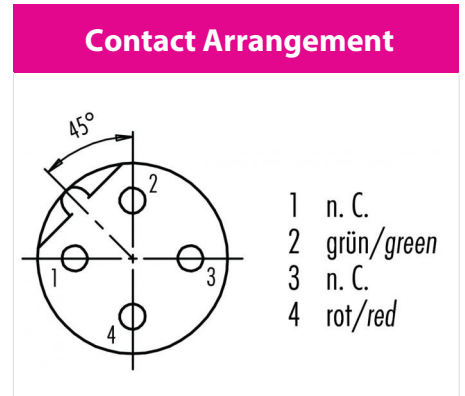 Contact Arrangement
45°
2
1
3
4
1 n. C.
2 grün/green
3 n. C.
4 rot/red